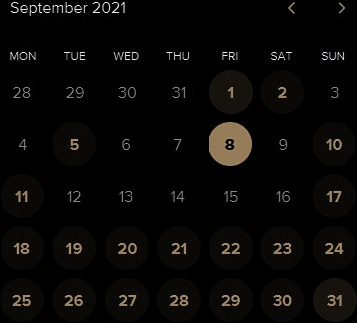 September 2021
MON TUE WED THU FRI SAT SUN
28 29 30 31 1 2 3
4 5 6 7 8 9 10
11 12 13 14 15 16 17
18 19 20 21 22 23 24
25 26 27 28 29 30 31